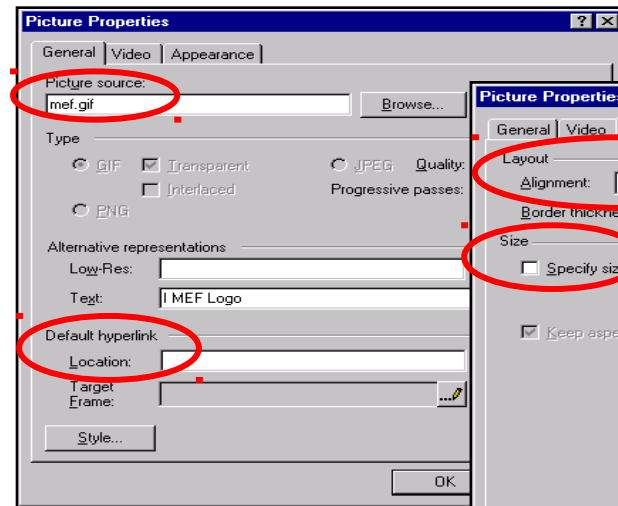 Picture Properties
General Video Appearance
Picture source:
mef.gif
Browse...
Type
GIF Transparent JPEG Quality:
Interlaced Progressive passes:
PNG
Alternative representations
Low-Res:
Text: I MEF Logo
Default hyperlink
Location:
Target
Frame:
Style...
OK
Picture Properties
General Video
Layout
Alignment:
Border
Size
Specify
Keep